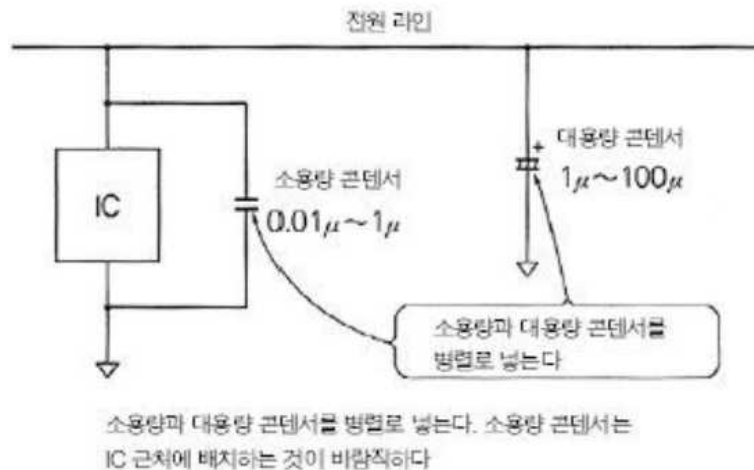 전원 라인
IC
소용량 콘덴서
0.01μ~1μ
+
대용량 콘덴서
1μ~100μ
소용량과 대용량 콘덴서를
병렬로 넣는다
소용량과 대용량 콘덴서를 병렬로 넣는다. 소용량 콘덴서는
IC 근처에 배치하는 것이 바람직하다